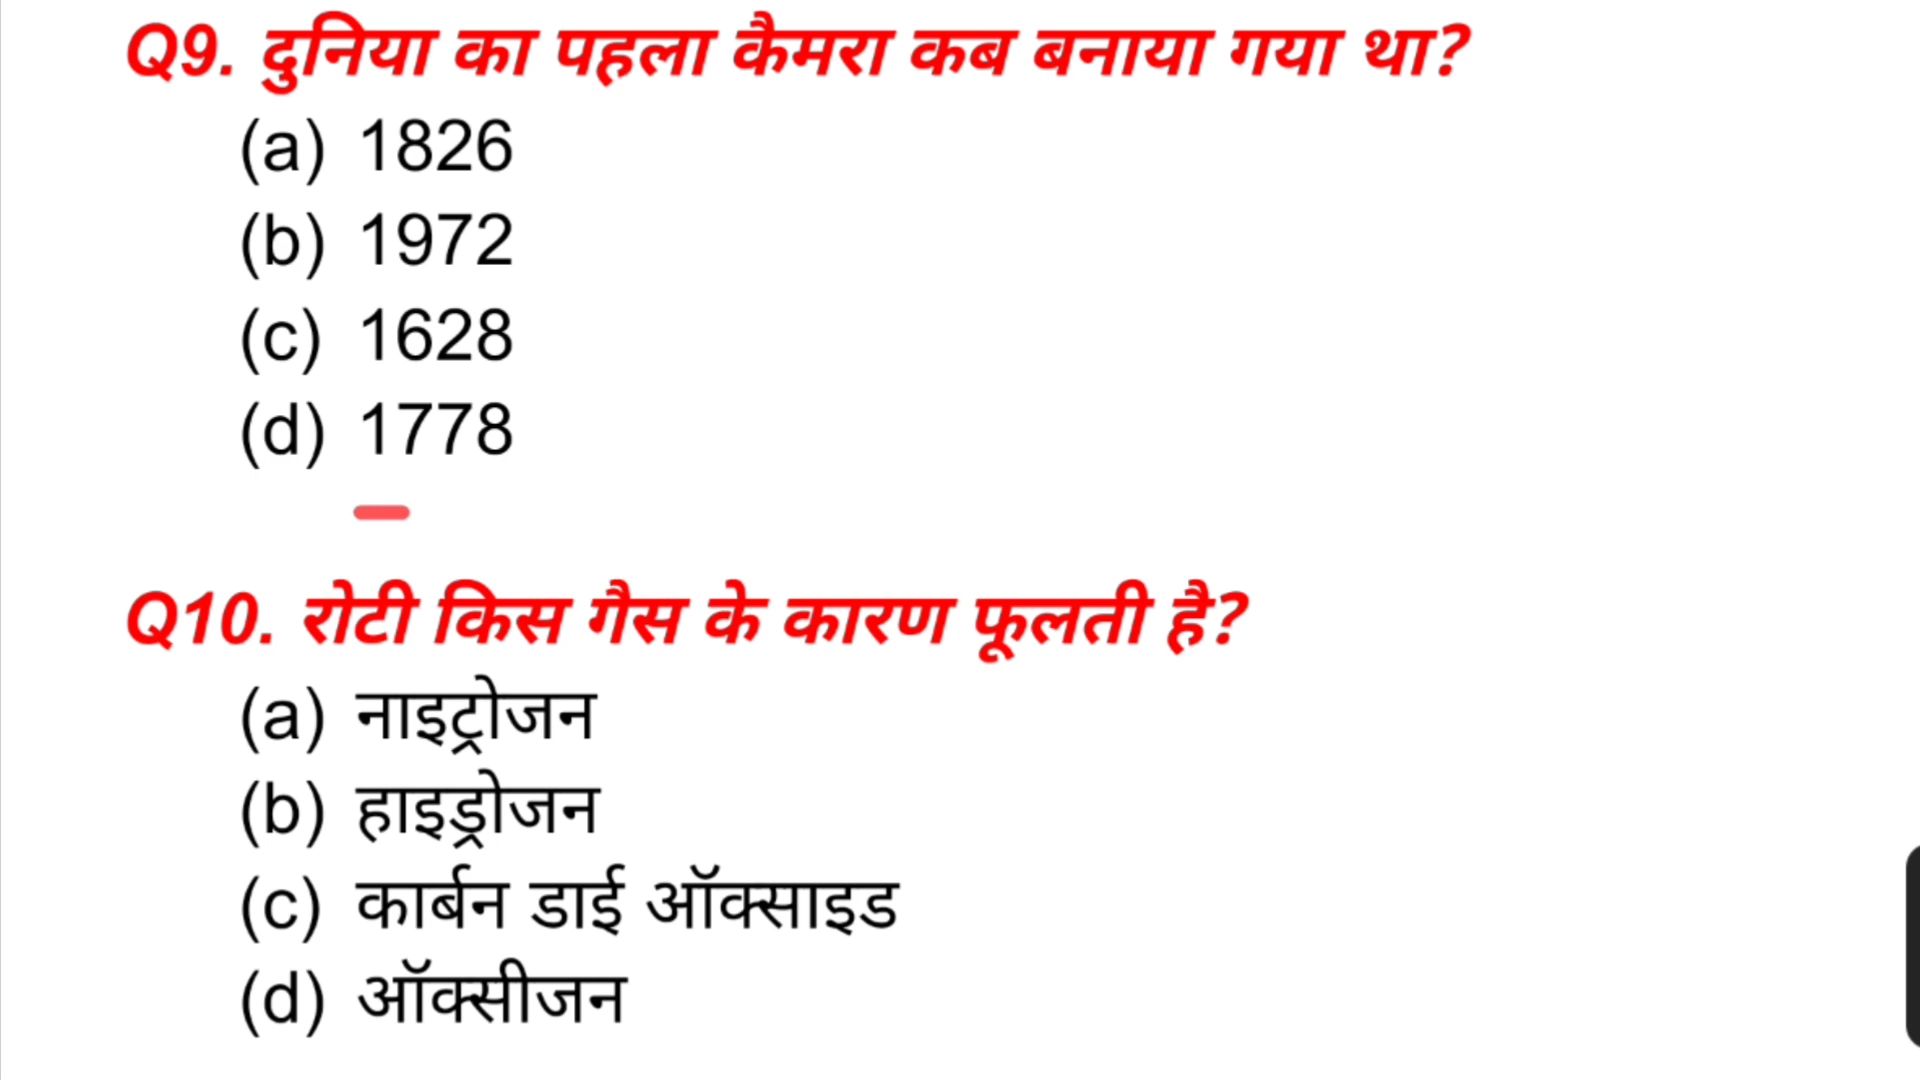 Q9. दुनिया का पहला कैमरा कब बनाया गया था?
(a) 1826
(b) 1972
(c) 1628
(d) 1778
Q10. रोटी किस गैस के कारण फूलती है?
(a) नाइट्रोजन
(b) हाइड्रोजन
(c) कार्बन डाई ऑक्साइड
(d) ऑक्सीजन